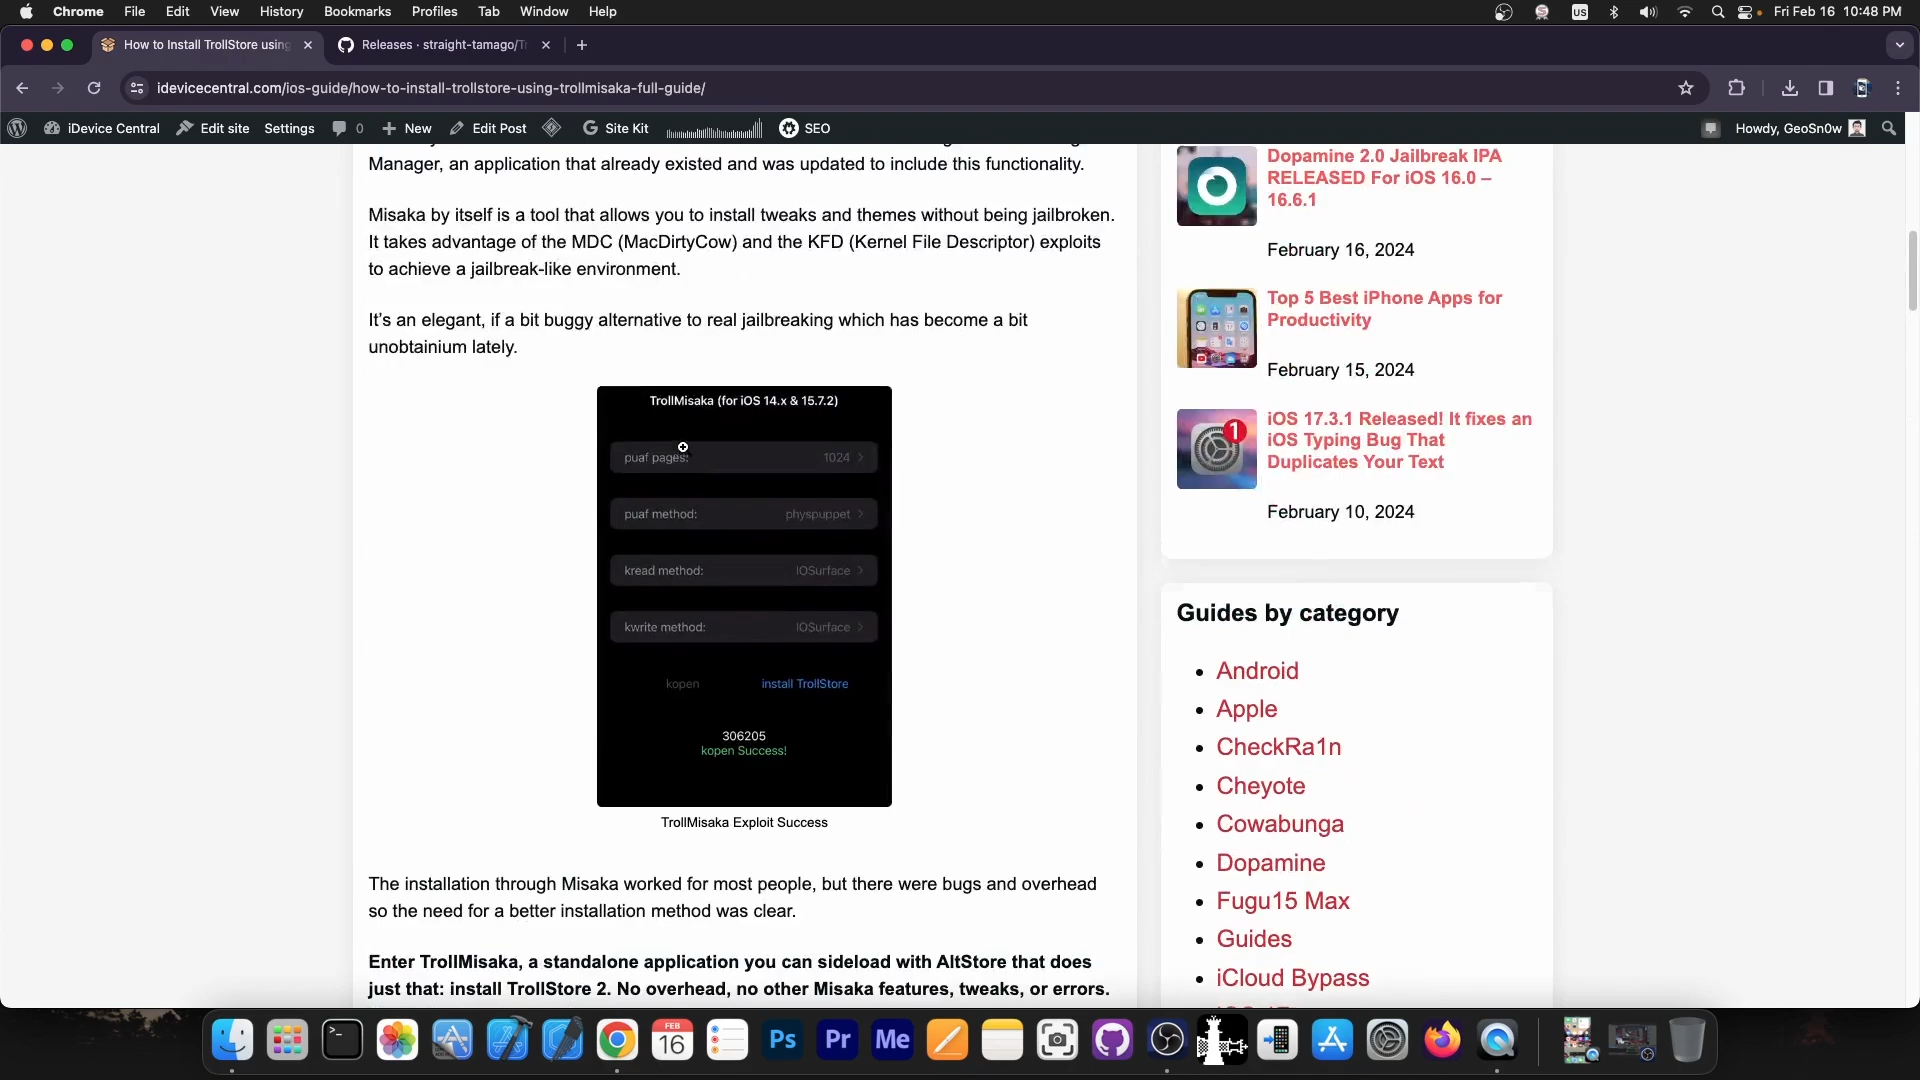 Chrome File Edit View History Bookmarks Profiles Tab Window Help
US Fri Feb 16 10:48 PM
How to Install TrollStore using
Releases · straight-tamago/Tr
idevicecentral.com/ios-guide/how-to-install-trollstore-using-trollmisaka-full-guide/
iDevice Central Edit site Settings 0 New Edit Post Site Kit SEO Howdy, GeoSn0w
Manager, an application that already existed and was updated to include this functionality.
Misaka by itself is a tool that allows you to install tweaks and themes without being jailbroken.
It takes advantage of the MDC (MacDirtyCow) and the KFD (Kernel File Descriptor) exploits
to achieve a jailbreak-like environment.
It’s an elegant, if a bit buggy alternative to real jailbreaking which has become a bit
unobtainium lately.
TrollMisaka (for iOS 14.x & 15.7.2)
puaf pages: 1024
puaf method: physpuppet
kread method: IOSurface
kwrite method: IOSurface
kopen install TrollStore
306205
kopen Success!
TrollMisaka Exploit Success
The installation through Misaka worked for most people, but there were bugs and overhead
so the need for a better installation method was clear.
Enter TrollMisaka, a standalone application you can sideload with AltStore that does
just that: install TrollStore 2. No overhead, no other Misaka features, tweaks, or errors.
Dopamine 2.0 Jailbreak IPA
RELEASED For iOS 16.0 –
16.6.1
February 16, 2024
Top 5 Best iPhone Apps for
Productivity
February 15, 2024
1
iOS 17.3.1 Released! It fixes an
iOS Typing Bug That
Duplicates Your Text
February 10, 2024
Guides by category
Android
Apple
CheckRa1n
Cheyote
Cowabunga
Dopamine
Fugu15 Max
Guides
iCloud Bypass
FEB
16
Ps
Pr
Me